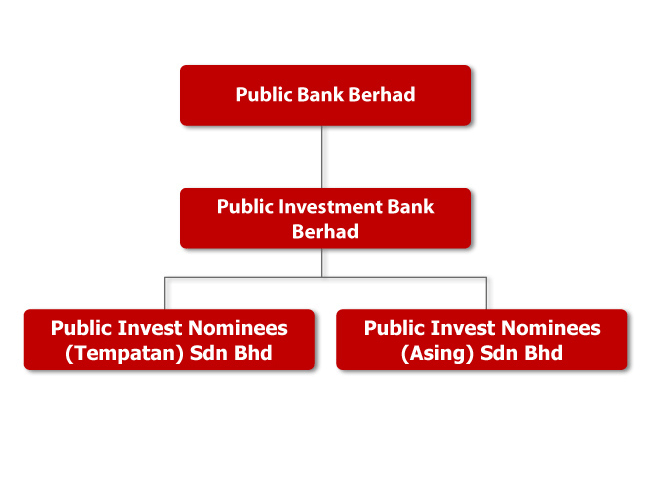 Public Bank Berhad
Public Investment Bank
Berhad
Public Invest Nominees
(Tempatan) Sdn Bhd
Public Invest Nominees
(Asing) Sdn Bhd